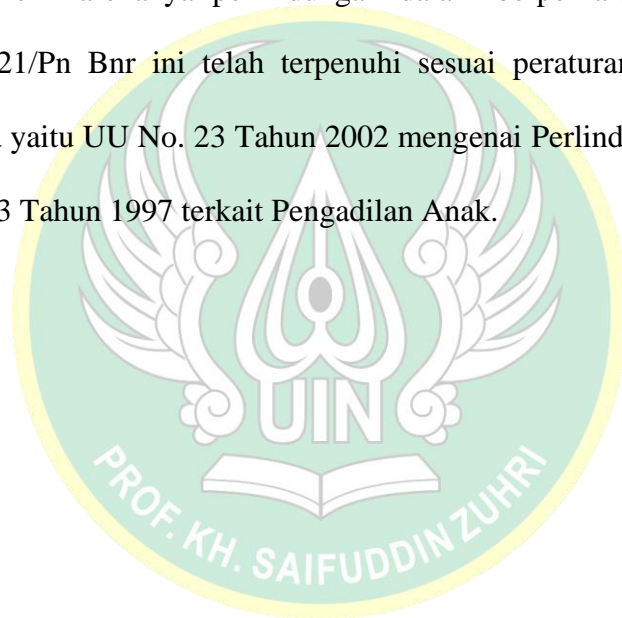 21/Pn Bnr ini telah terpenuhi sesuai peraturan
yaitu UU No. 23 Tahun 2002 mengenai Perlind
3 Tahun 1997 terkait Pengadilan Anak.
UIN
PROF. KH. SAIFUDDIN ZUHRI